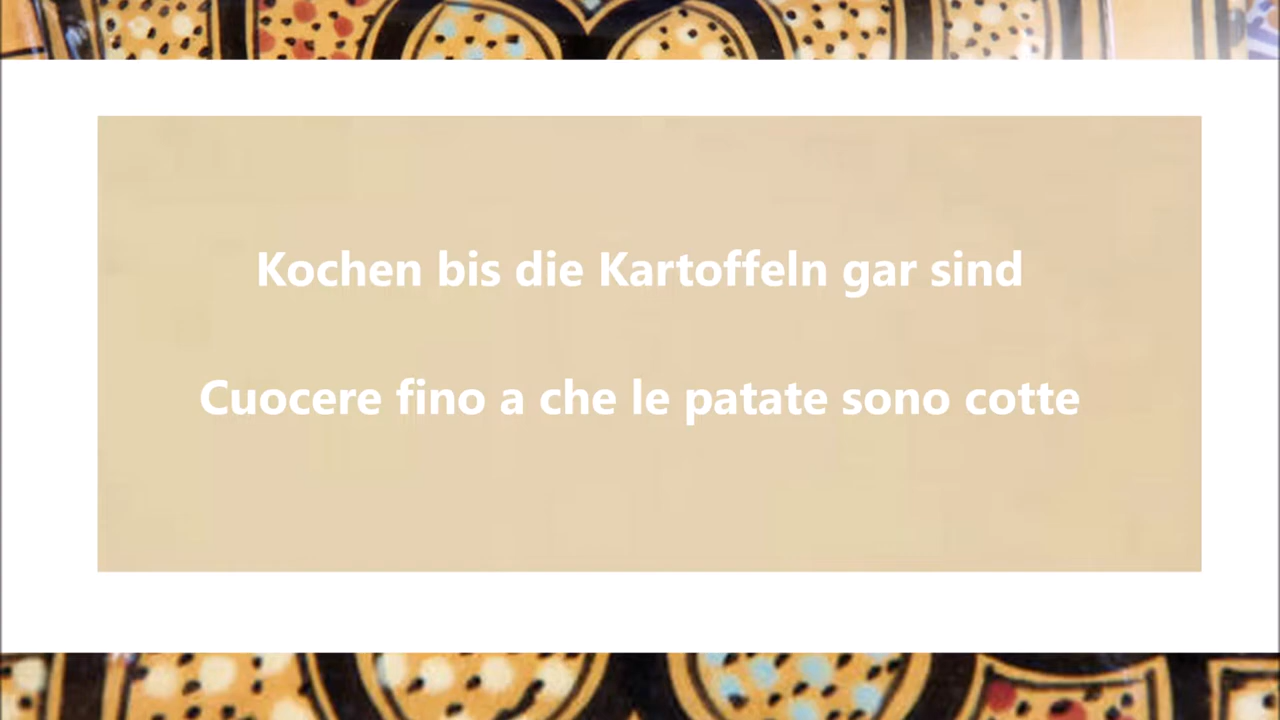 Kochen bis die Kartoffeln gar sind
Cuocere fino a che le patate sono cotte